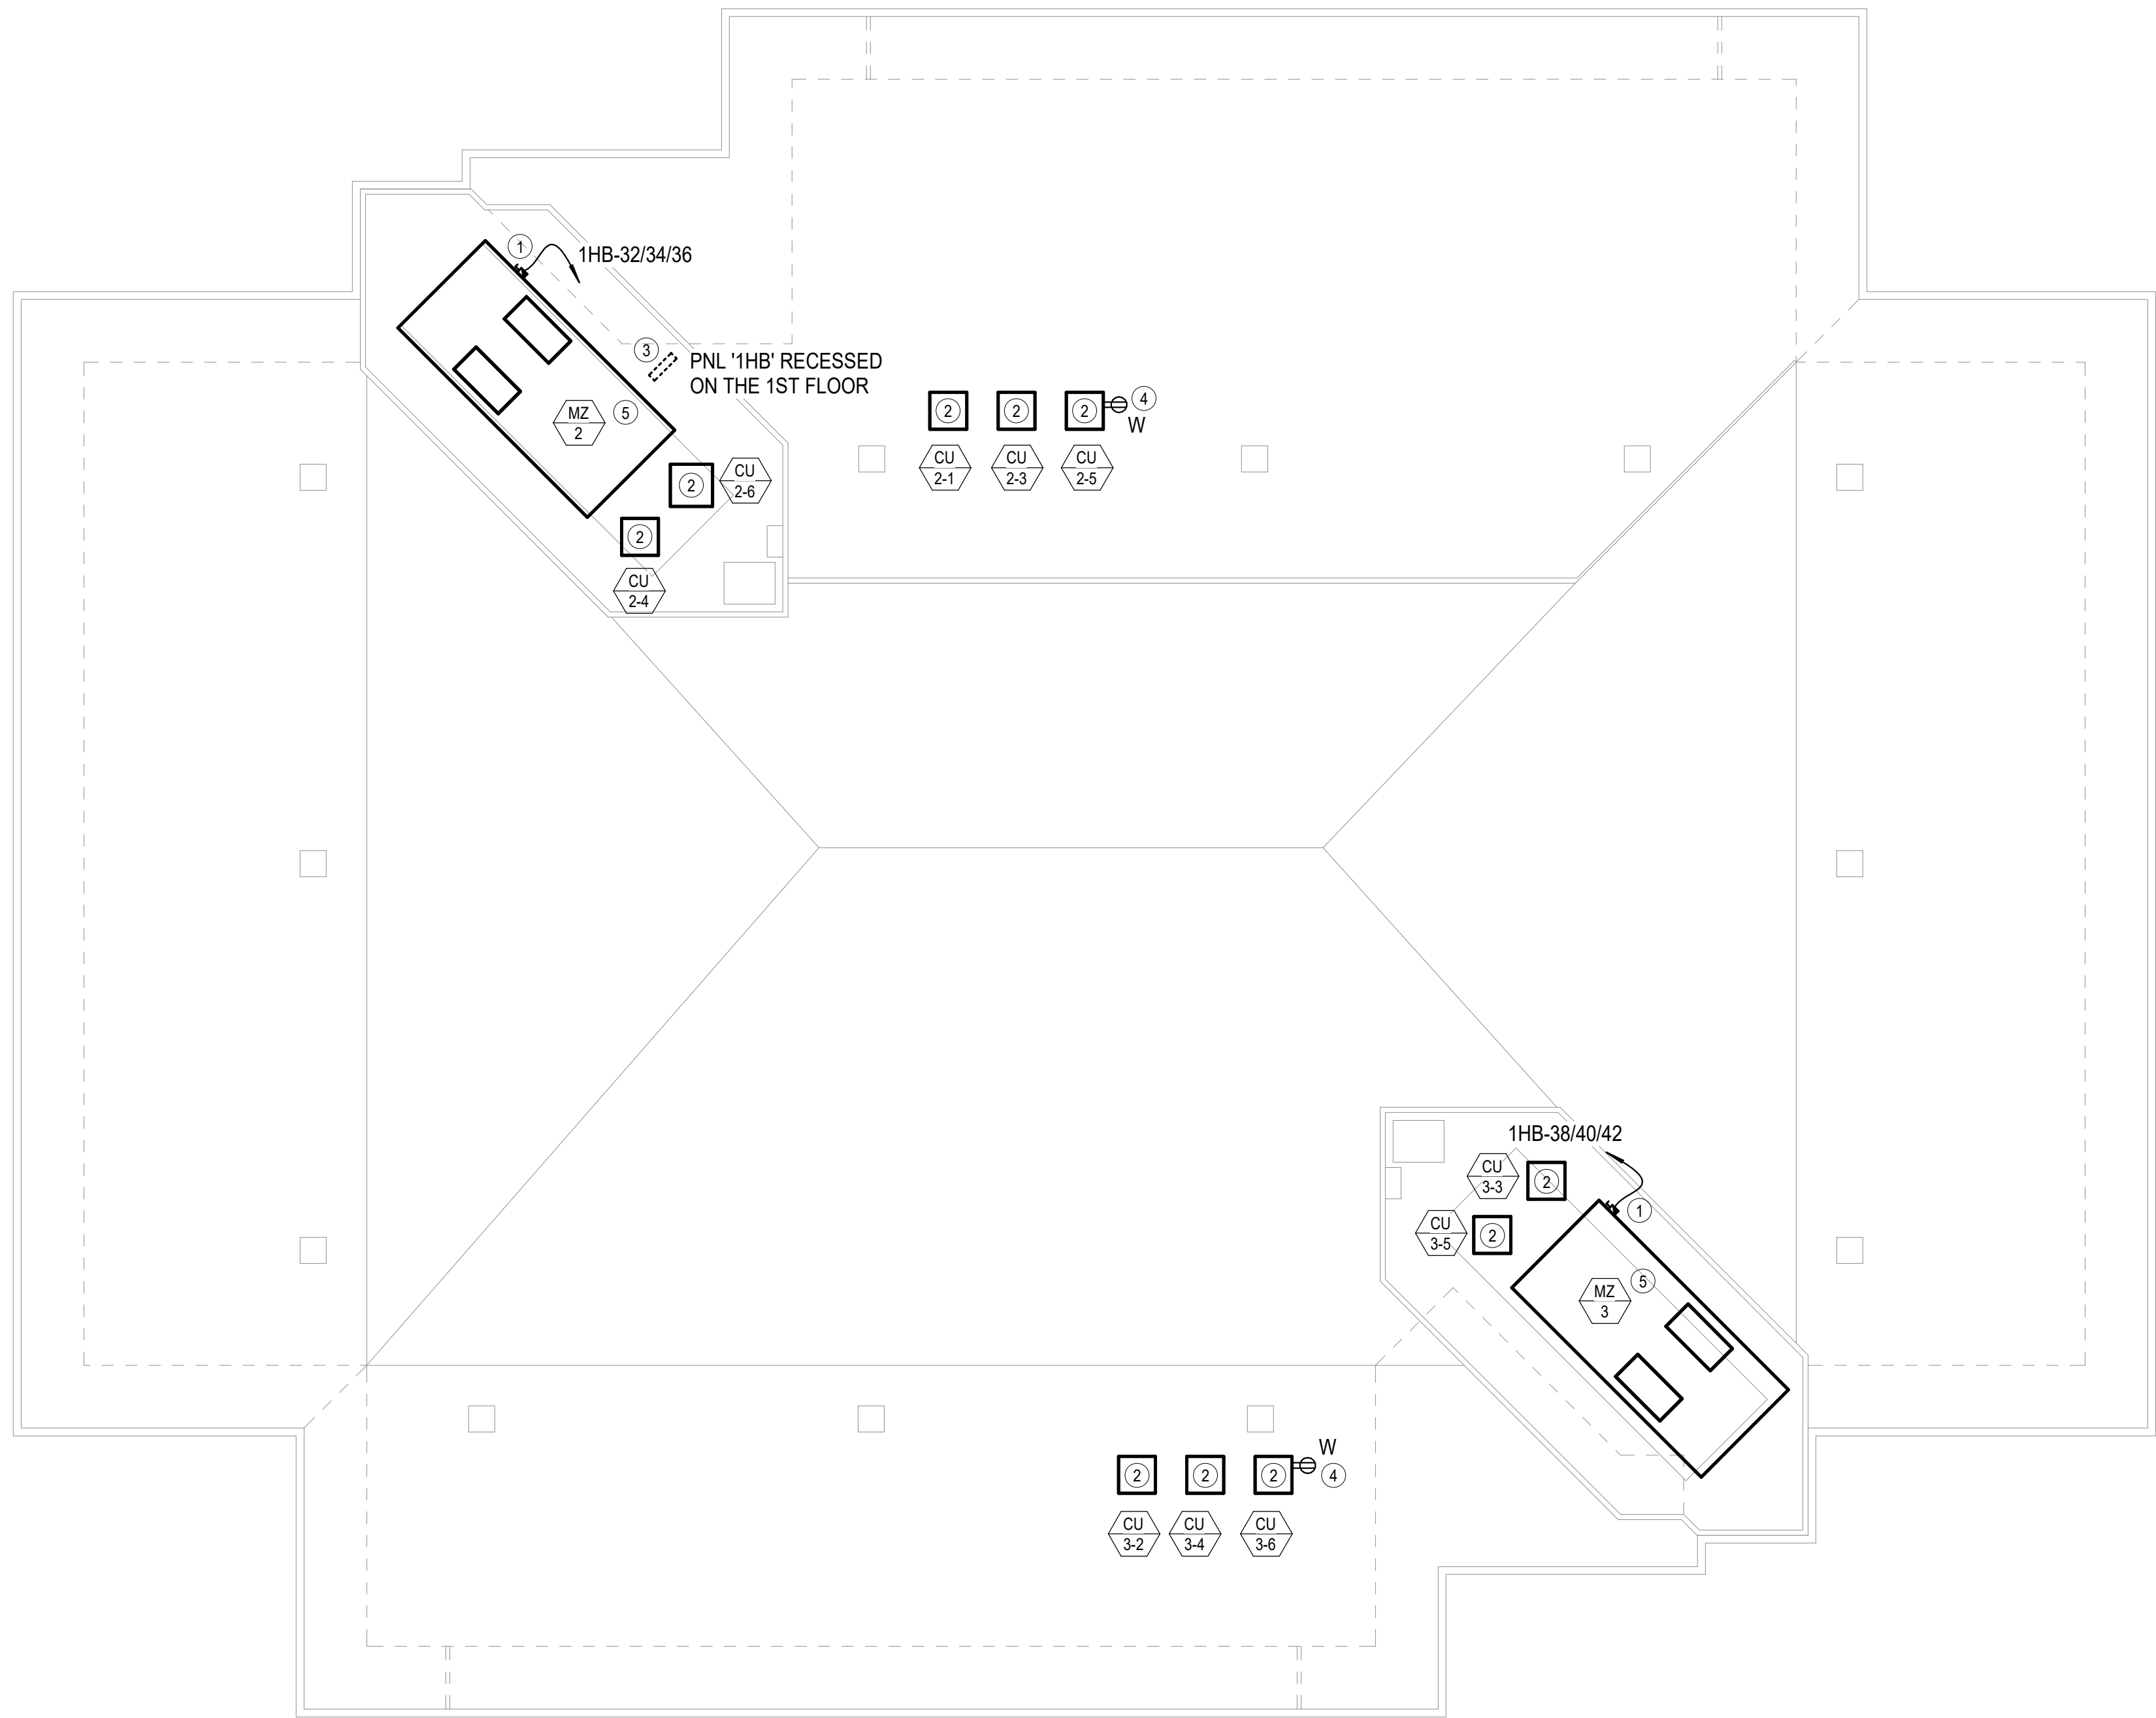 1
1HB-32/34/36
3
PNL '1HB' RECESSED
ON THE 1ST FLOOR
MZ
2
5
2
2
2
4
W
CU
2-1
CU
2-3
CU
2-5
2
CU
2-6
2
CU
2-4
1HB-38/40/42
CU
3-3
2
1
CU
3-5
2
MZ
3
5
W
2
2
2
4
CU
3-2
CU
3-4
CU
3-6